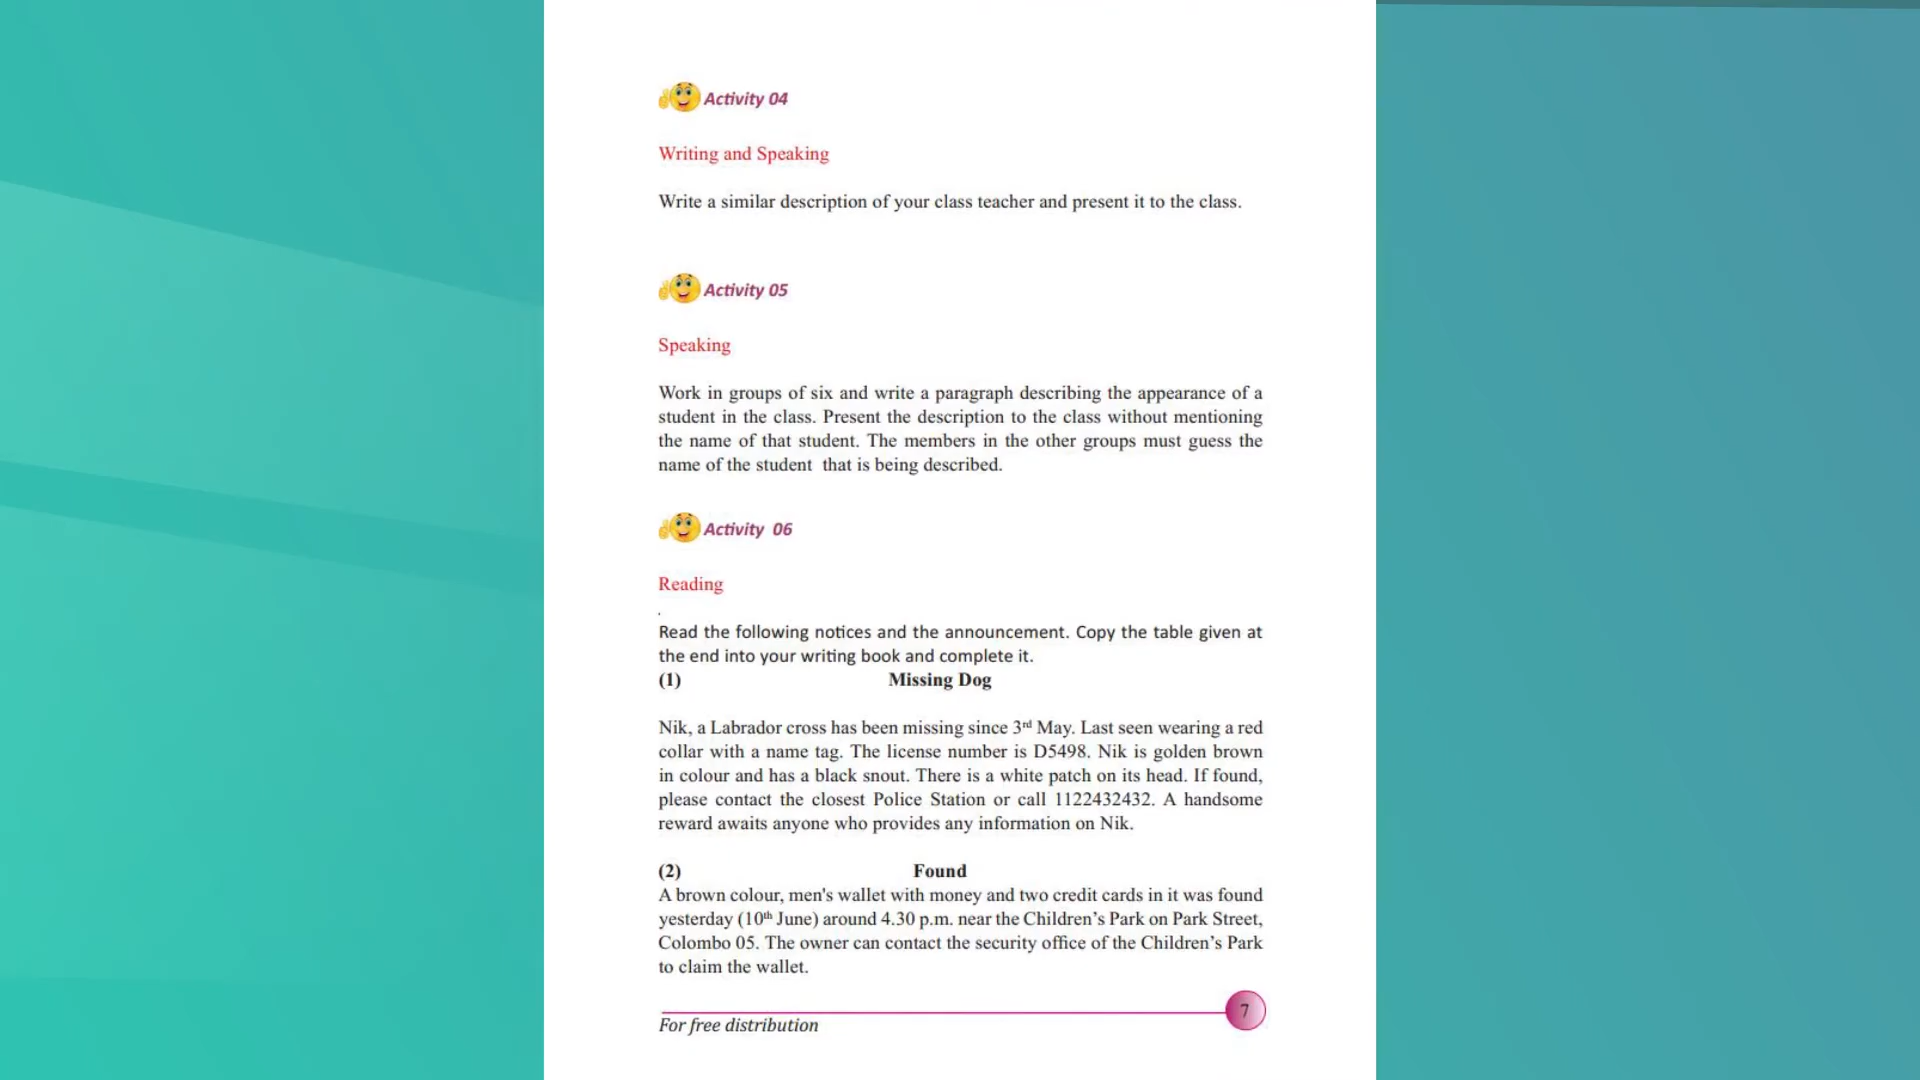 Activity 04
Writing and Speaking
Write a similar description of your class teacher and present it to the class.
Activity 05
Speaking
Work in groups of six and write a paragraph describing the appearance of a
student in the class. Present the description to the class without mentioning
the name of that student. The members in the other groups must guess the
name of the student that is being described.
Activity 06
Reading
.
Read the following notices and the announcement. Copy the table given at
the end into your writing book and complete it.
(1) Missing Dog
Nik, a Labrador cross has been missing since 3rd May. Last seen wearing a red
collar with a name tag. The license number is D5498. Nik is golden brown
in colour and has a black snout. There is a white patch on its head. If found,
please contact the closest Police Station or call 1122432432. A handsome
reward awaits anyone who provides any information on Nik.
(2) Found
A brown colour, men's wallet with money and two credit cards in it was found
yesterday (10th June) around 4.30 p.m. near the Children’s Park on Park Street,
Colombo 05. The owner can contact the security office of the Children’s Park
to claim the wallet.
7
For free distribution